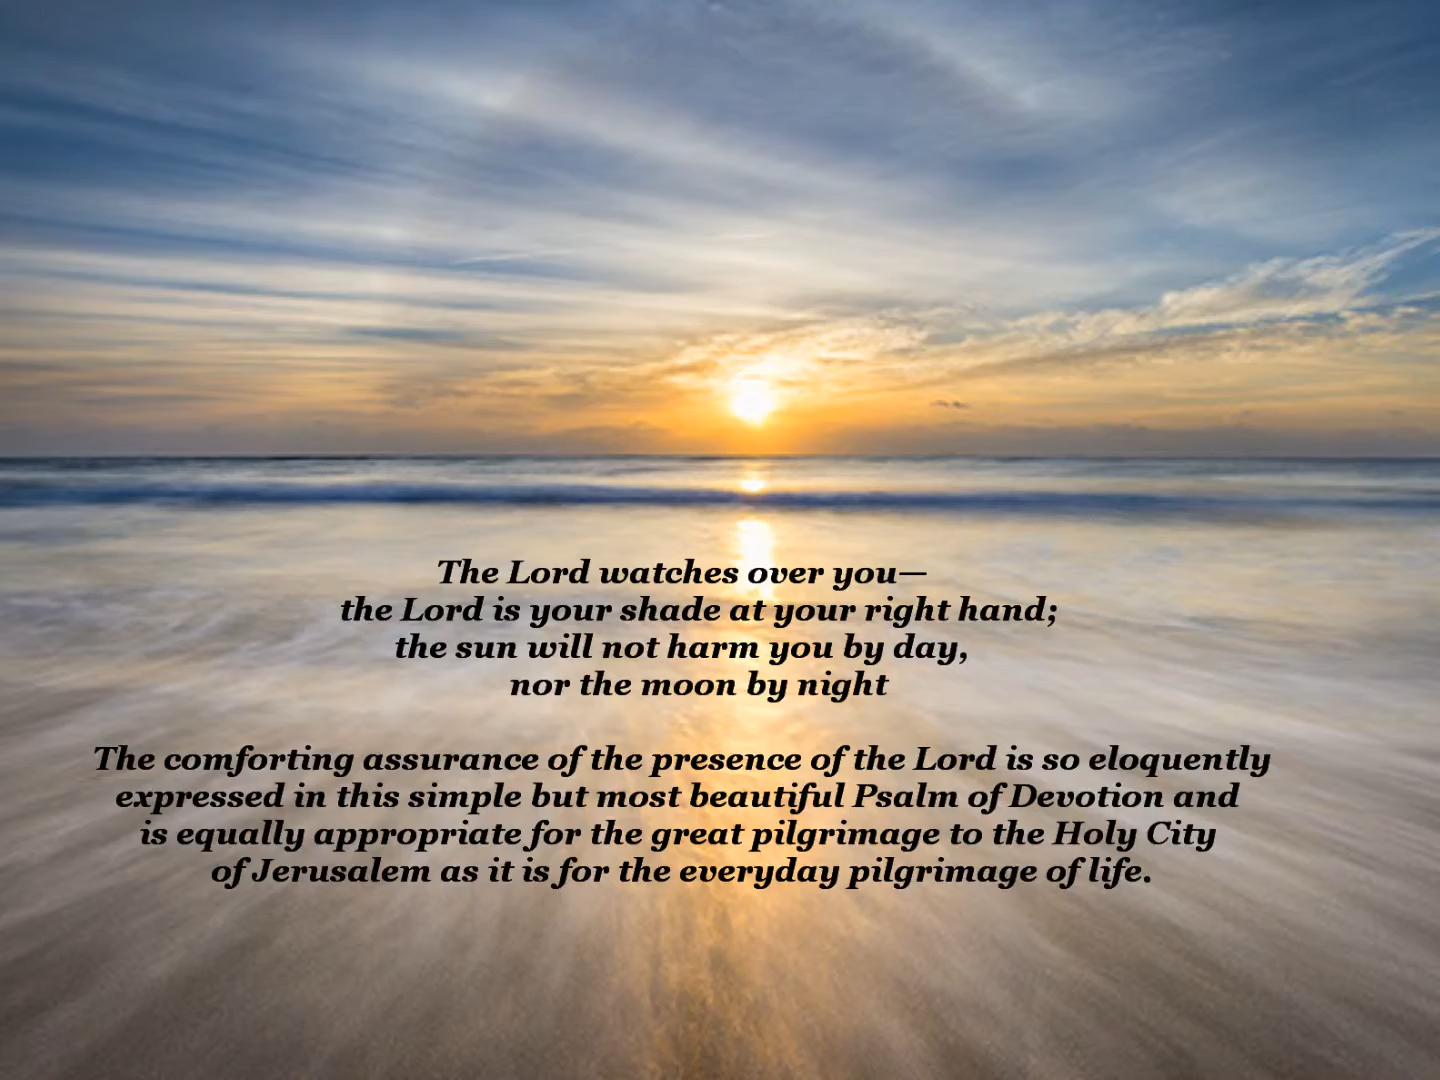 The Lord watches over you—
the Lord is your shade at your right hand;
the sun will not harm you by day,
nor the moon by night
The comforting assurance of the presence of the Lord is so eloquently
expressed in this simple but most beautiful Psalm of Devotion and
is equally appropriate for the great pilgrimage to the Holy City
of Jerusalem as it is for the everyday pilgrimage of life.